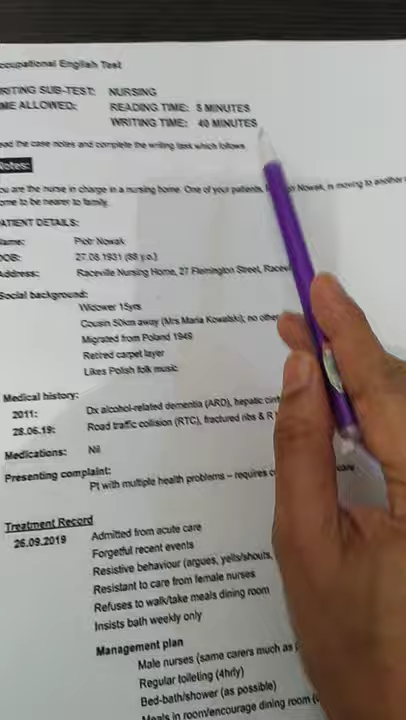 ccupational English Test
RITING SUB-TEST: NURSING
ME ALLOWED: READING TIME: 5 MINUTES
WRITING TIME: 40 MINUTES
ead the case notes and complete the writing task which follows
Notes:
ou are the nurse in charge in a nursing home. One of your patients, Nowak, is moving to another
ome to be nearer to family.
ATIENT DETAILS:
ame: Piotr Nowak
OB: 27.08.1931 (88 y.o.)
Address: Raceville Nursing Home, 27 Flemington Street, Racevi
Social background:
Widower 15yrs
Cousin 50km away (Mrs Maria Kowalski); no other
Migrated from Poland 1949
Retired carpet layer
Likes Polish folk music
Medical history:
2011: Dx alcohol-related dementia (ARD), hepatic
28.06.19: Road traffic collision (RTC), fractured ribs & R
Medications: Nil
Presenting complaint:
Pt with multiple health problems – requires
Treatment Record
26.09.2019 Admitted from acute care
Forgetful recent events
Resistive behaviour (argues, yells/shouts,
Resistant to care from female nurses
Refuses to walk/take meals dining room
Insists bath weekly only
Management plan
Male nurses (same carers much as
Regular toileting (4hrly)
Bed-bath/shower (as possible)
Meals in room/encourage dining room